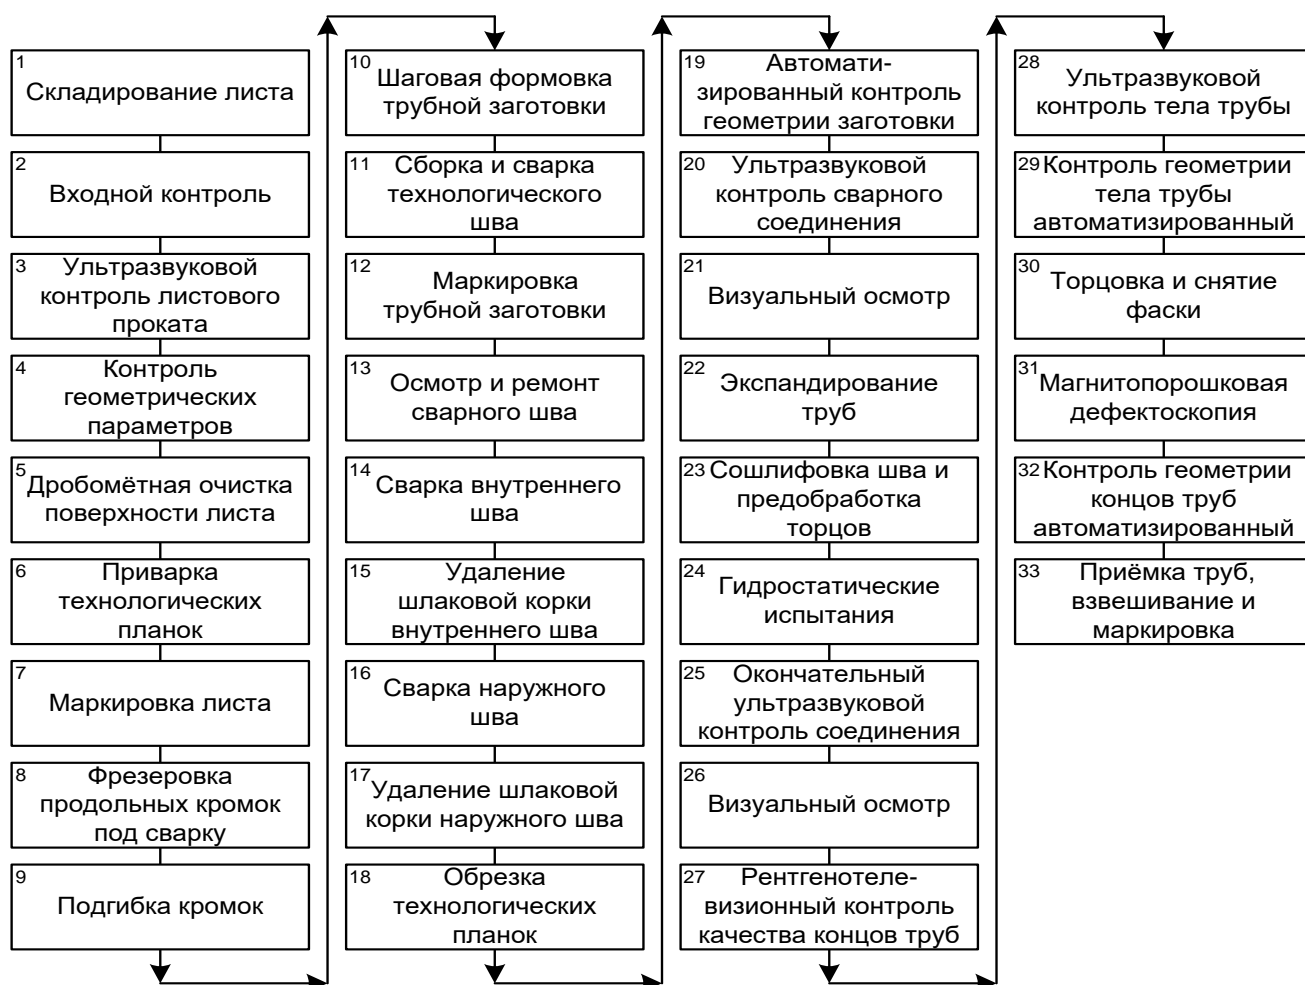 1
Складирование листа
2
Входной контроль
3
Ультразвуковой
контроль листового
проката
4
Контроль
геометрических
параметров
5
Дробомётная очистка
поверхности листа
6
Приварка
технологических
планок
7
Маркировка листа
8
Фрезеровка
продольных кромок
под сварку
9
Подгибка кромок
10
Шаговая формовка
трубной заготовки
11
Сборка и сварка
технологического
шва
12
Маркировка
трубной заготовки
13
Осмотр и ремонт
сварного шва
14
Сварка внутреннего
шва
15
Удаление
шлаковой корки
внутреннего шва
16
Сварка наружного
шва
17
Удаление шлаковой
корки наружного шва
18
Обрезка
технологических
планок
19
Автомати-
зированный контроль
геометрии заготовки
20
Ультразвуковой
контроль сварного
соединения
21
Визуальный осмотр
22
Экспандирование
труб
23
Сошлифовка шва и
предобработка
торцов
24
Гидростатические
испытания
25
Окончательный
ультразвуковой
контроль соединения
26
Визуальный осмотр
27
Рентгенотеле-
визионный контроль
качества концов труб
28
Ультразвуковой
контроль тела трубы
29
Контроль геометрии
тела трубы
автоматизированный
30
Торцовка и снятие
фаски
31
Магнитопорошковая
дефектоскопия
32
Контроль геометрии
концов труб
автоматизированный
33
Приёмка труб,
взвешивание и
маркировка